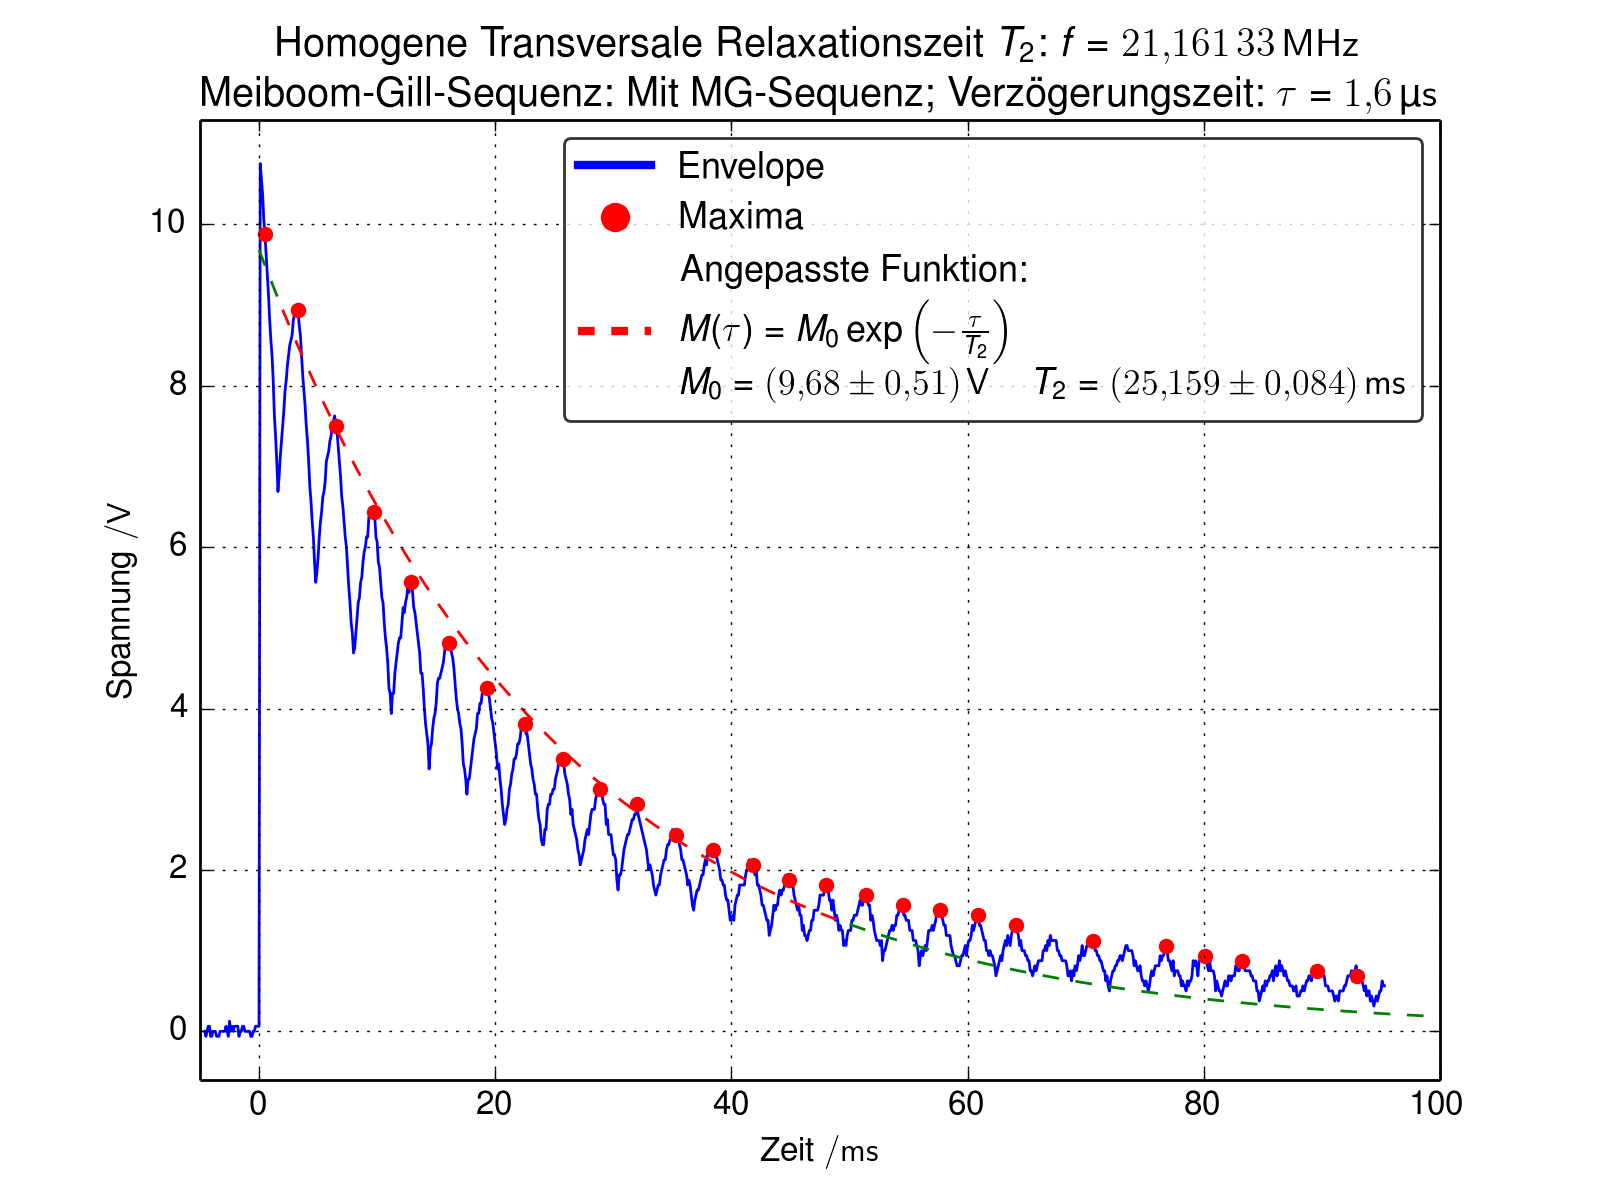 Homogene Transversale Relaxationszeit T₂: f = 21,161 33 MHz
Meiboom-Gill-Sequenz: Mit MG-Sequenz; Verzögerungszeit: τ = 1,6 µs
Envelope
Maxima
Angepasste Funktion:
M(τ) = M₀ exp(−τ/T₂)
M₀ = (9,68 ± 0,51) V T₂ = (25,159 ± 0,084) ms
Spannung /V
10
8
6
4
2
0
0 20 40 60 80 100
Zeit /ms